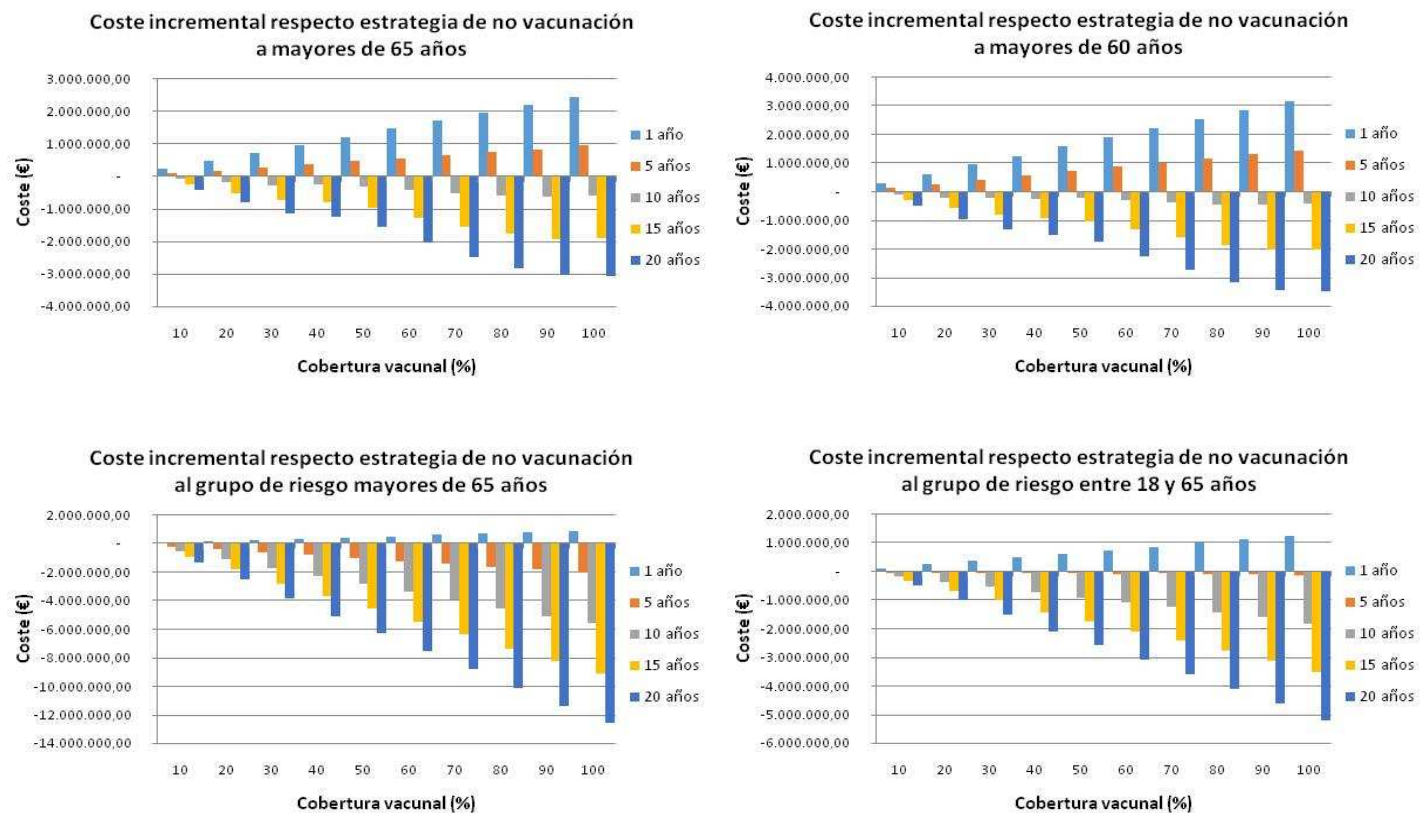 Coste incremental respecto estrategia de no vacunación
a mayores de 65 años
3.000.000,00
2.000.000,00
1.000.000,00
-
-1.000.000,00
-2.000.000,00
-3.000.000,00
-4.000.000,00
Coste (€)
10 20 30 40 50 60 70 80 90 100
Cobertura vacunal (%)
1 año
5 años
10 años
15 años
20 años
Coste incremental respecto estrategia de no vacunación
a mayores de 60 años
4.000.000,00
3.000.000,00
2.000.000,00
1.000.000,00
-
-1.000.000,00
-2.000.000,00
-3.000.000,00
-4.000.000,00
Coste (€)
10 20 30 40 50 60 70 80 90 100
Cobertura vacunal (%)
1 año
5 años
10 años
15 años
20 años
Coste incremental respecto estrategia de no vacunación
al grupo de riesgo mayores de 65 años
2.000.000,00
-
-2.000.000,00
-4.000.000,00
-6.000.000,00
-8.000.000,00
-10.000.000,00
-12.000.000,00
-14.000.000,00
Coste (€)
10 20 30 40 50 60 70 80 90 100
Cobertura vacunal (%)
1 año
5 años
10 años
15 años
20 años
Coste incremental respecto estrategia de no vacunación
al grupo de riesgo entre 18 y 65 años
2.000.000,00
1.000.000,00
-
-1.000.000,00
-2.000.000,00
-3.000.000,00
-4.000.000,00
-5.000.000,00
-6.000.000,00
Coste (€)
10 20 30 40 50 60 70 80 90 100
Cobertura vacunal (%)
1 año
5 años
10 años
15 años
20 años